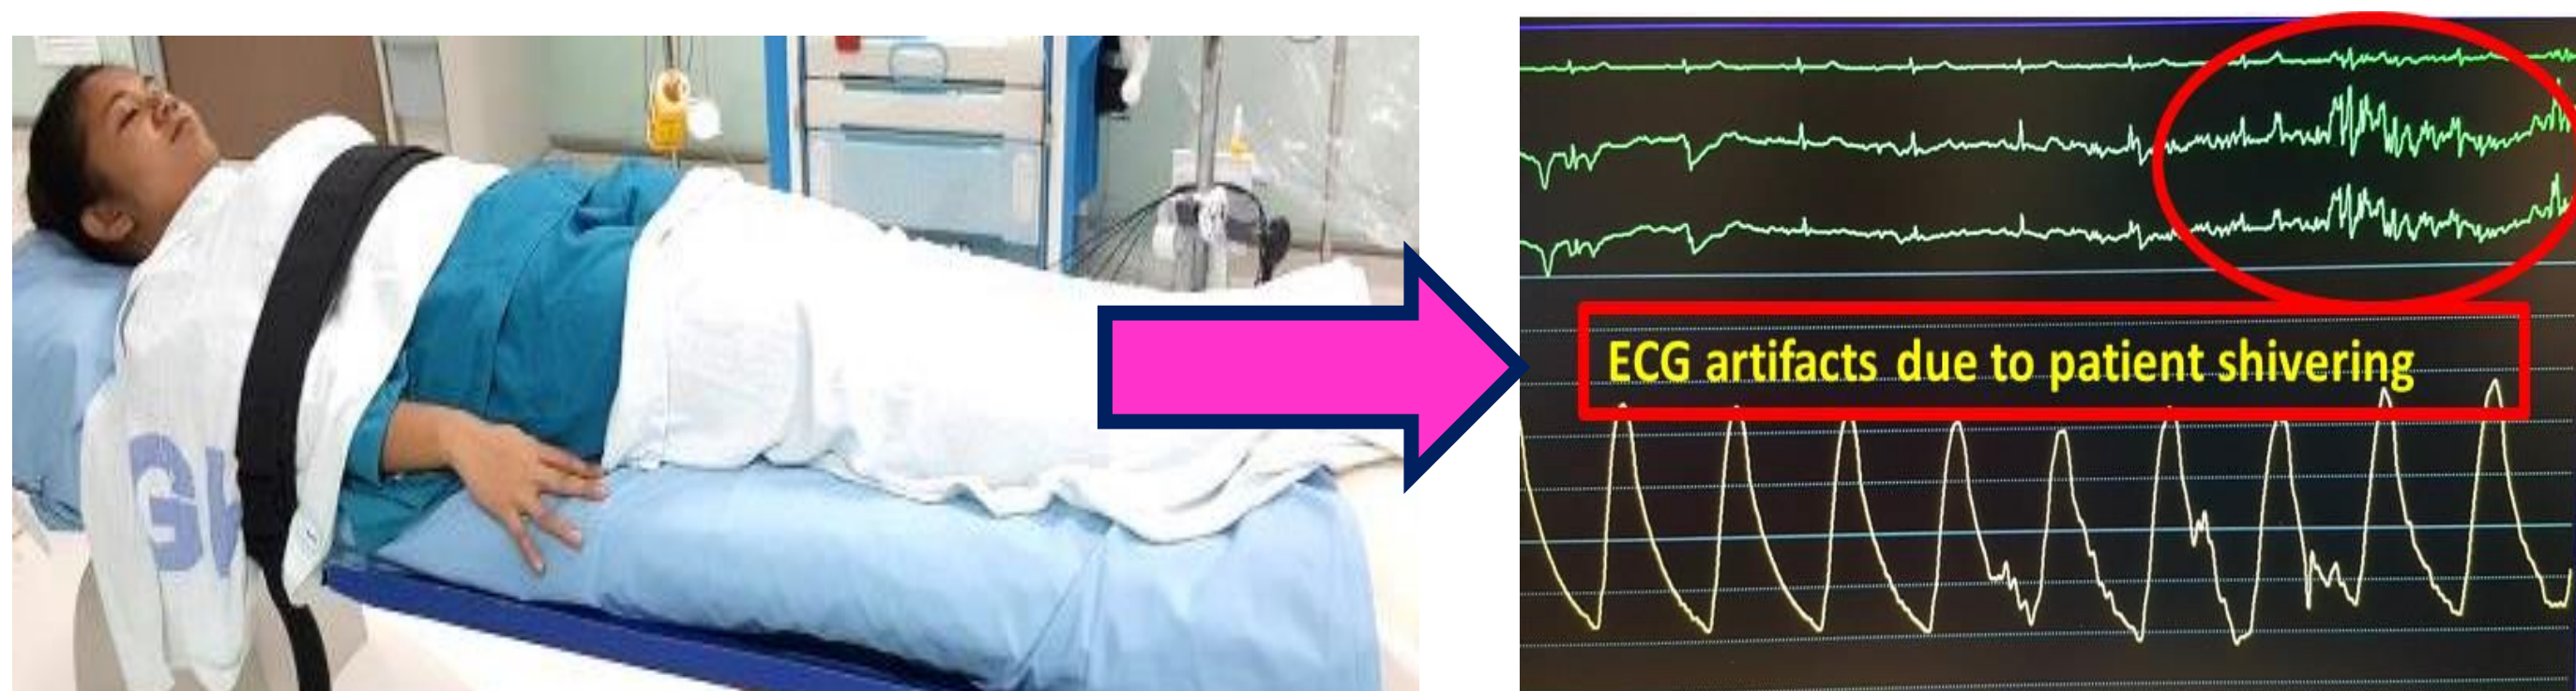 ECG artifacts due to patient shivering